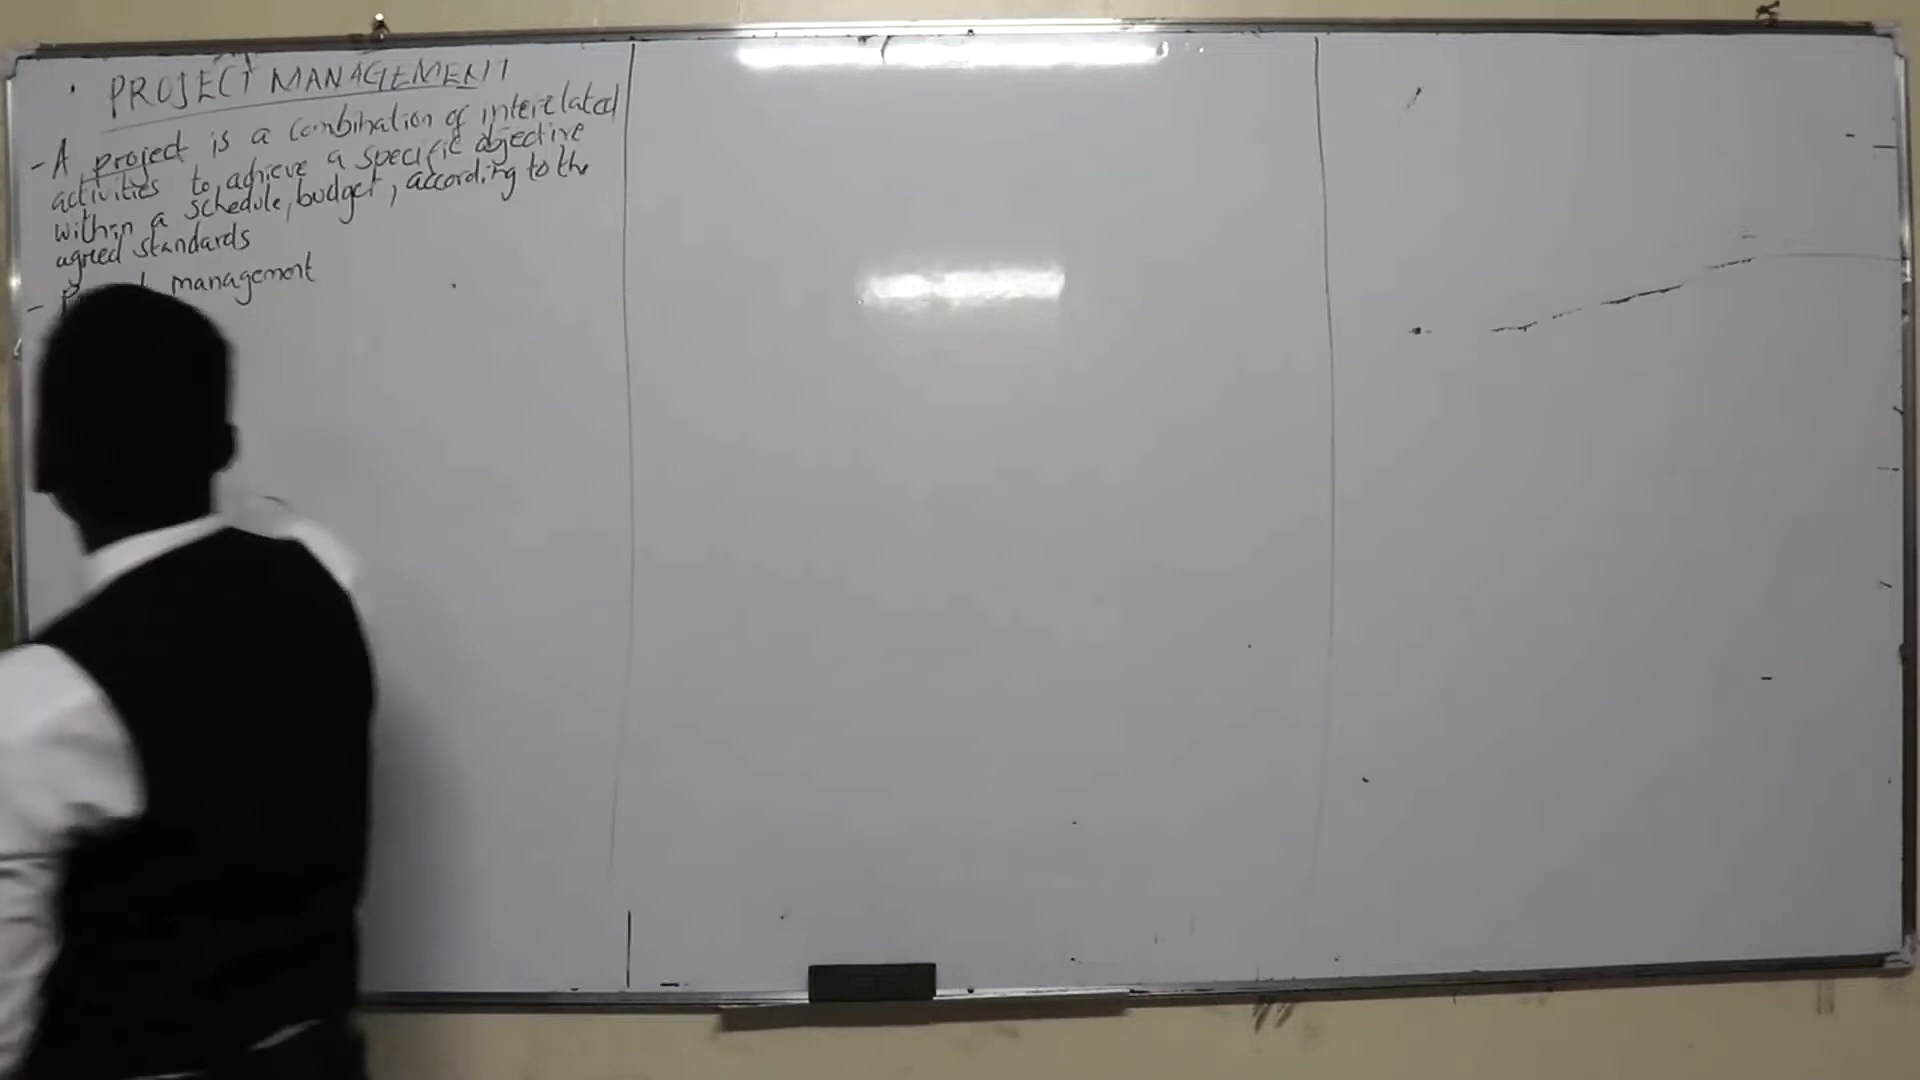 PROJECT MANAGEMENT
- A project is a combination of interelated
activities to achieve a specific objective
within a schedule, budget, according to the
agreed standards
- management